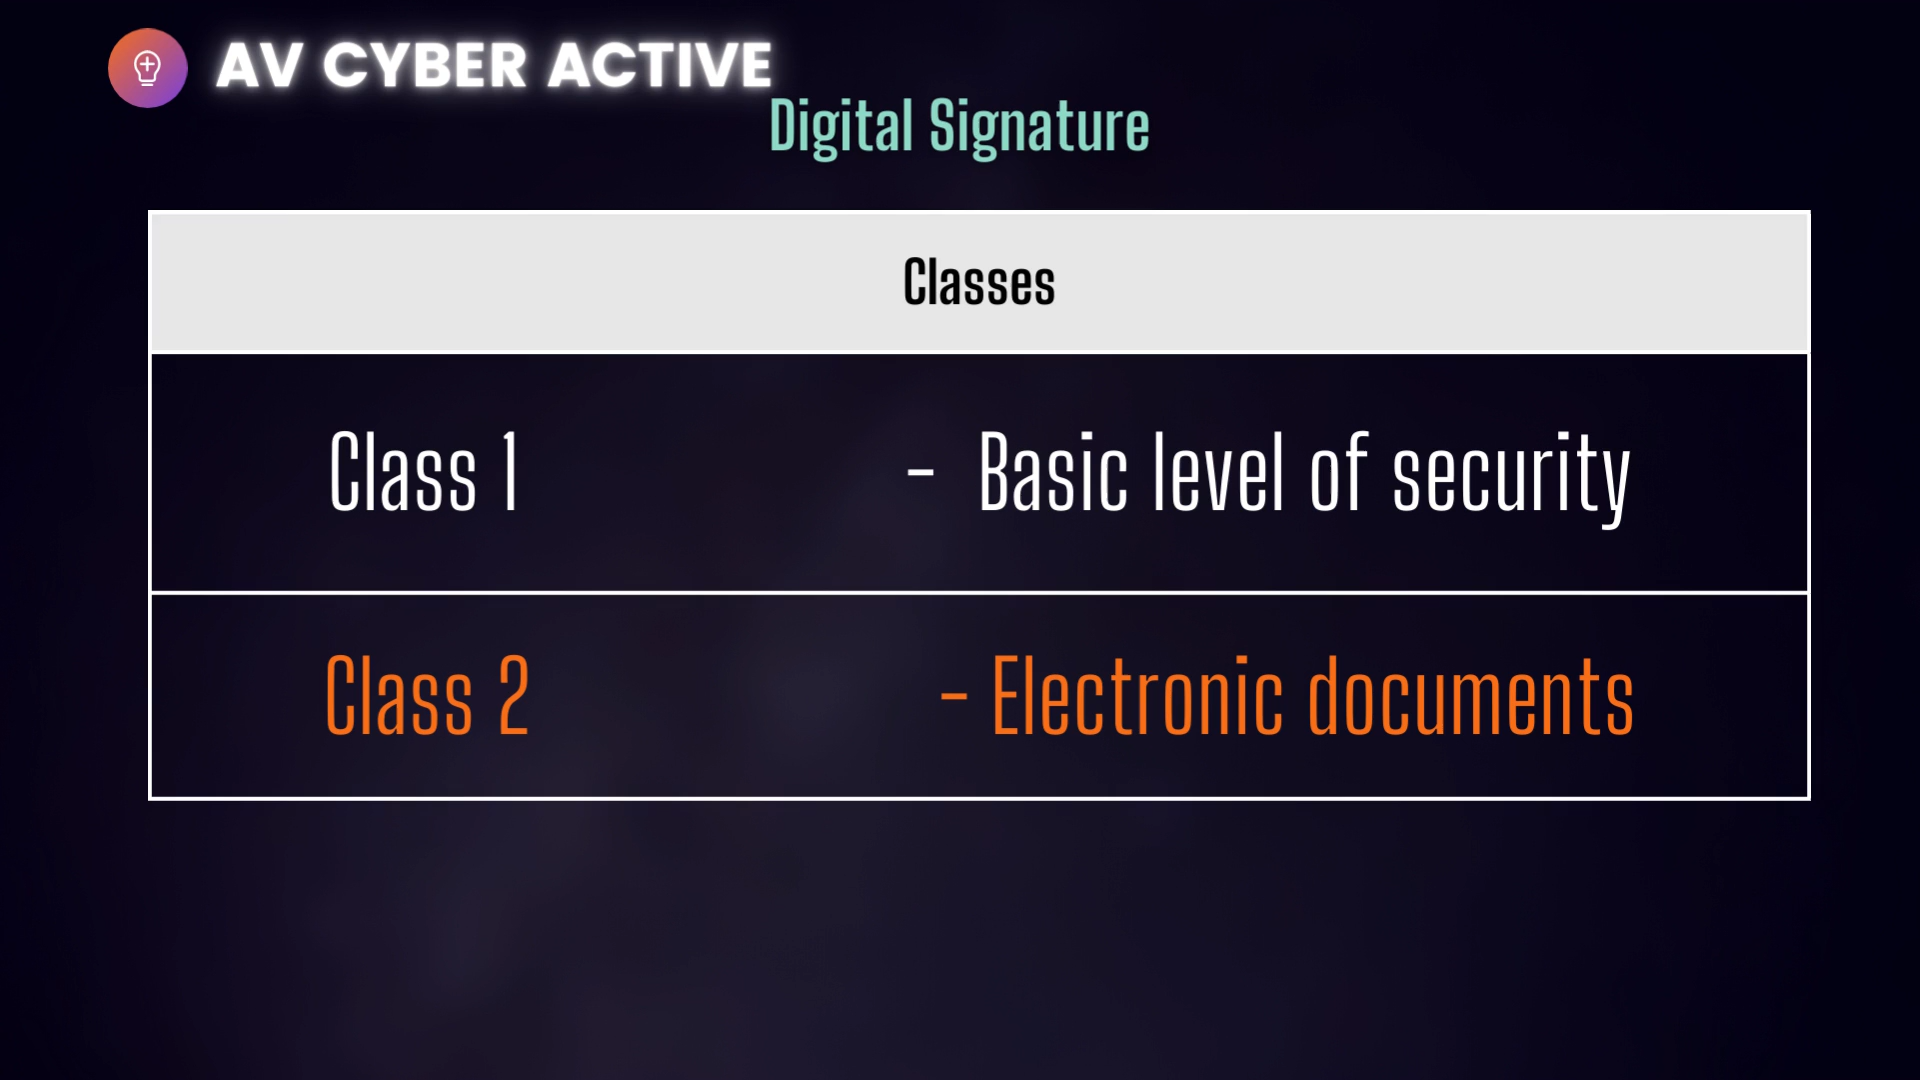 AV CYBER ACTIVE
Digital Signature
Classes
Class 1 - Basic level of security
Class 2 - Electronic documents